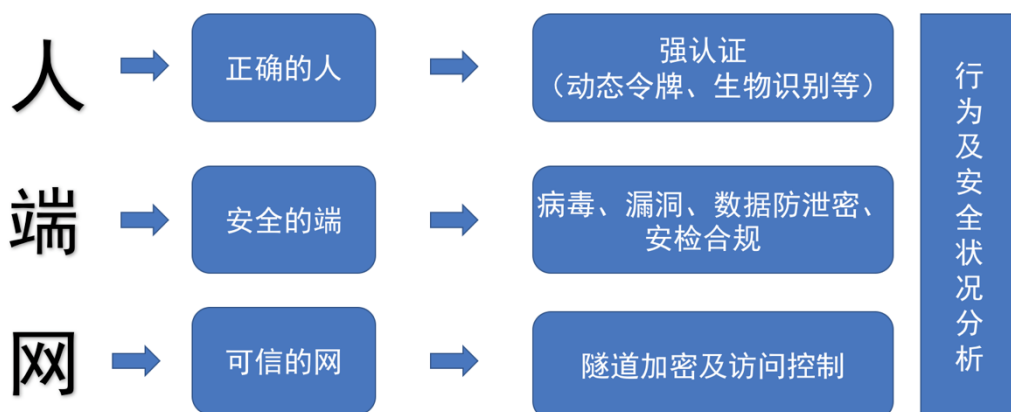 人
正确的人
强认证
（动态令牌、生物识别等）
端
安全的端
病毒、漏洞、数据防泄密、
安检合规
网
可信的网
隧道加密及访问控制
行为及安全状况分析